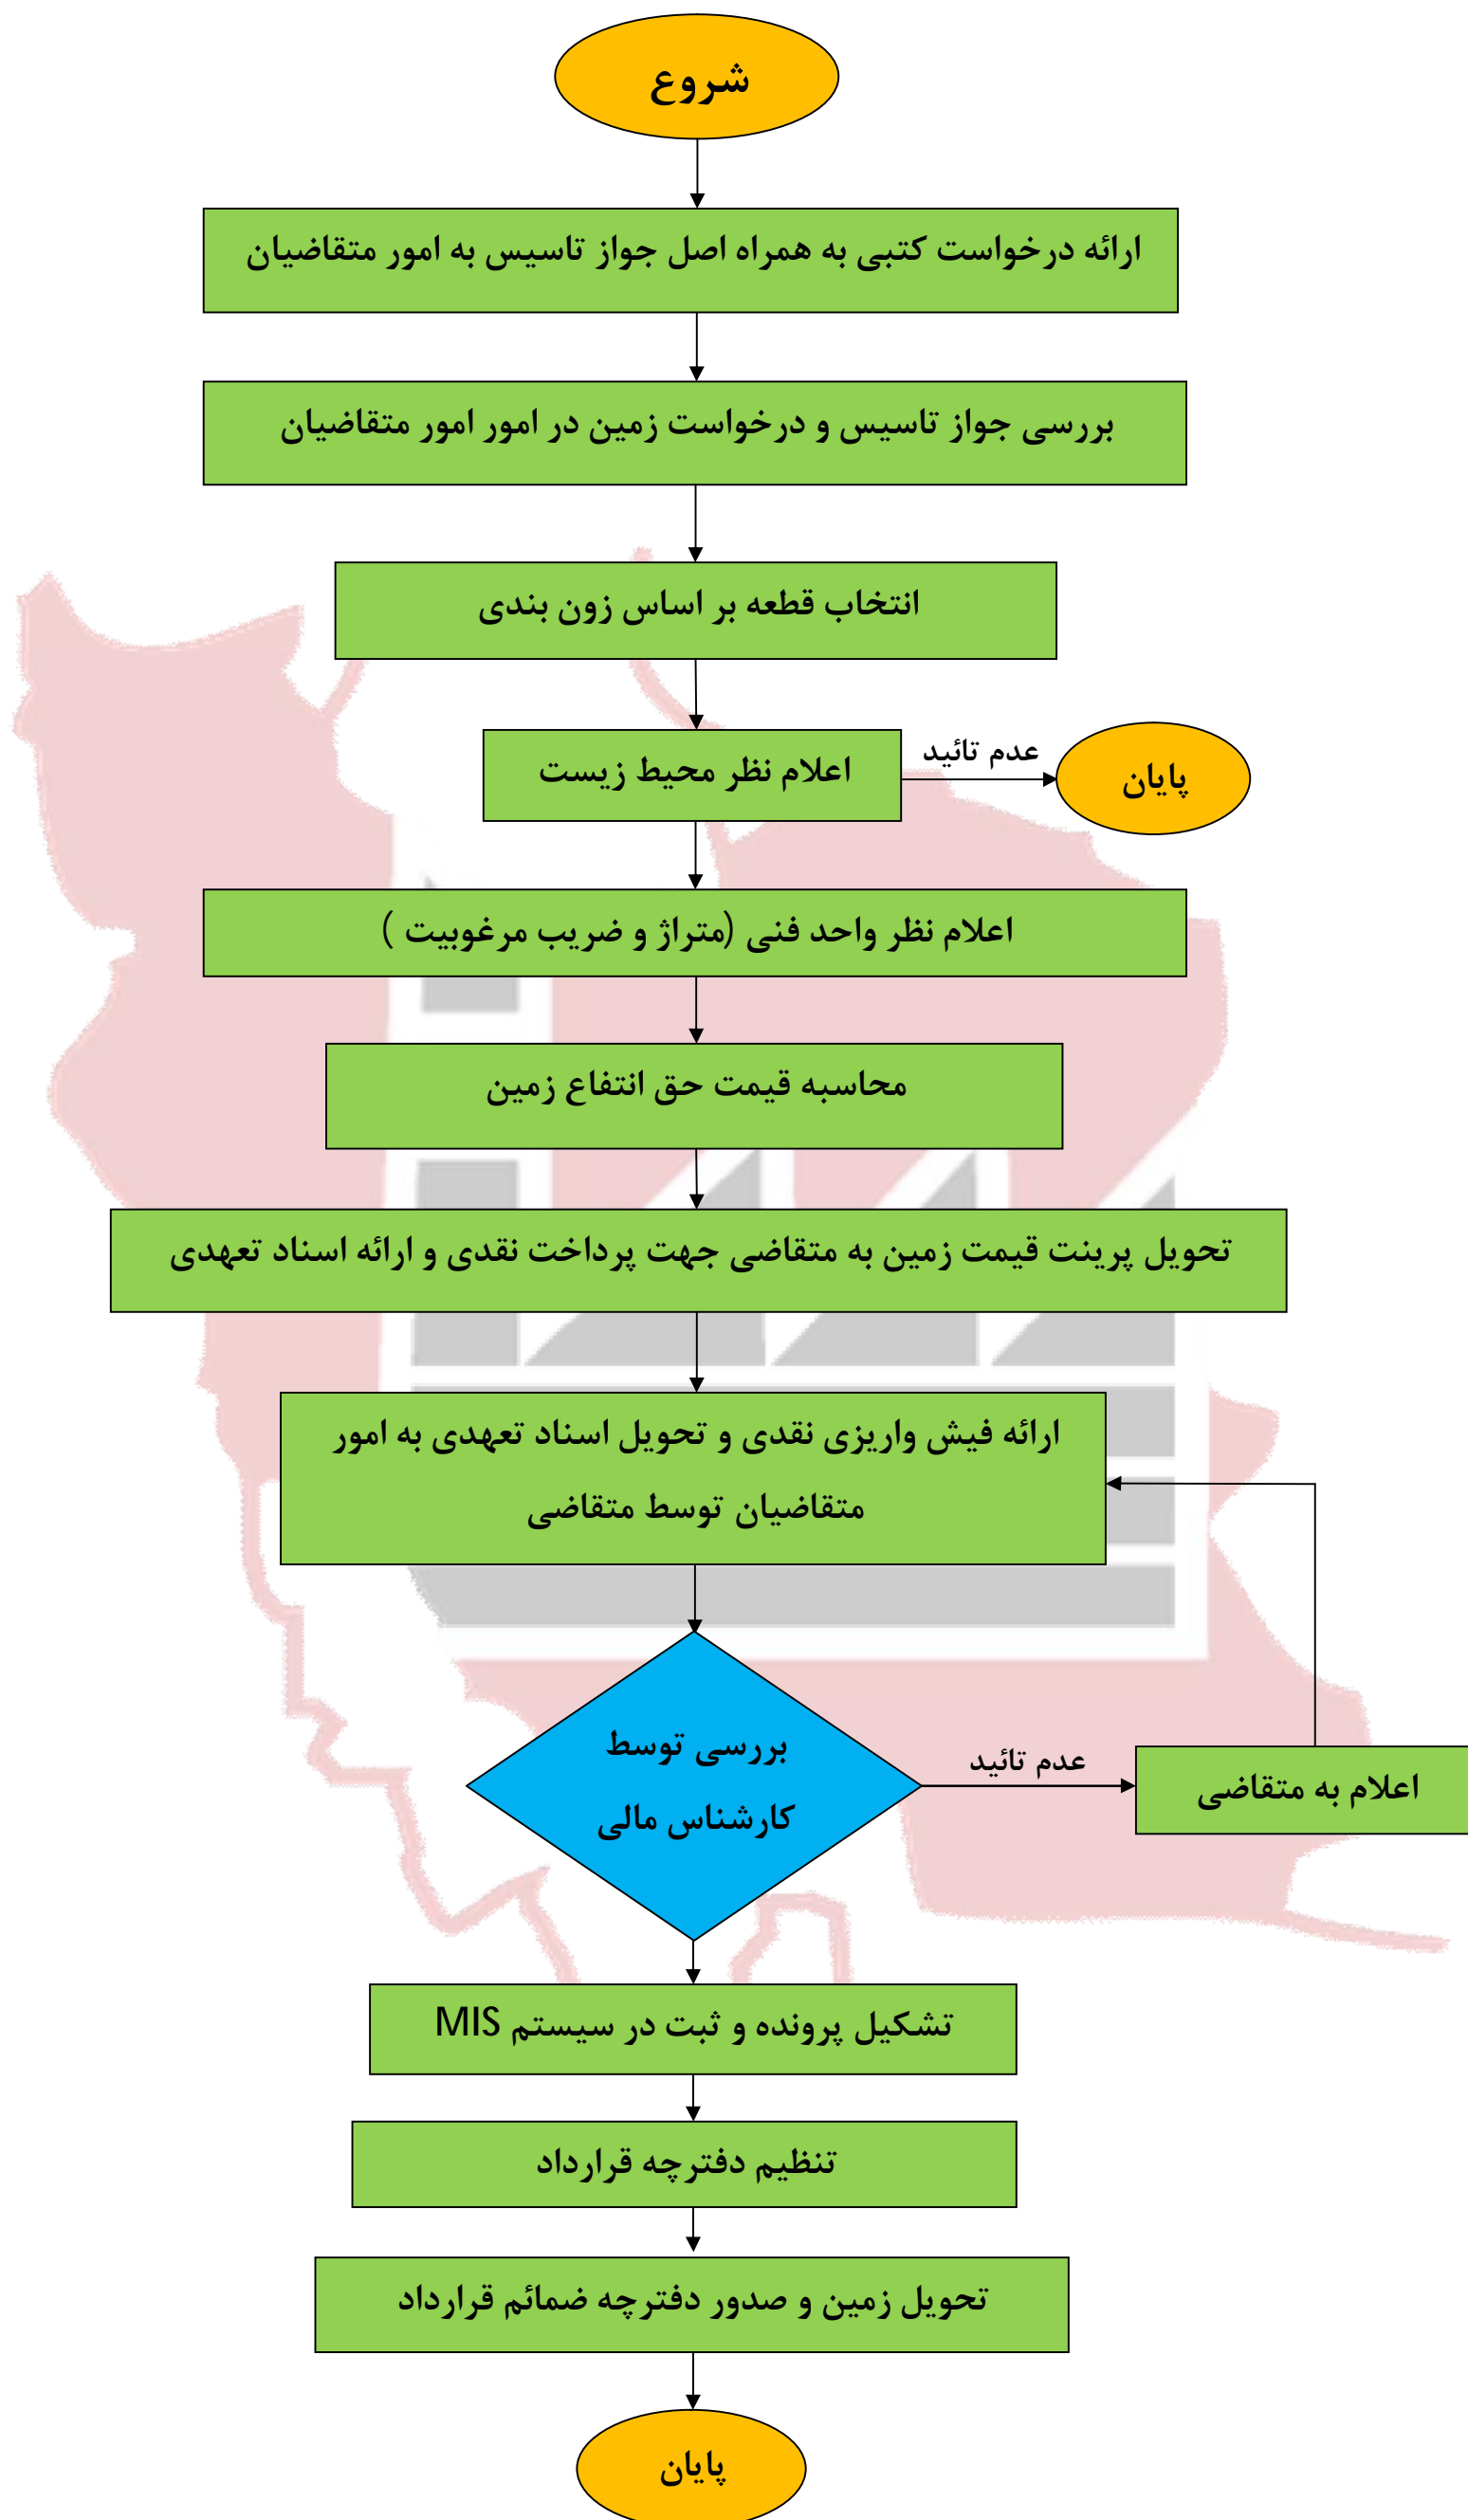 شروع
ارائه درخواست کتبی به همراه اصل جواز تاسیس به امور متقاضیان
بررسی جواز تاسیس و درخواست زمین در امور امور متقاضیان
انتخاب قطعه بر اساس زون بندی
اعلام نظر محیط زیست
عدم تائید
پایان
اعلام نظر واحد فنی (متراژ و ضریب مرغوبیت )
محاسبه قیمت حق انتفاع زمین
تحویل پرینت قیمت زمین به متقاضی جهت پرداخت نقدی و ارائه اسناد تعهدی
ارائه فیش واریزی نقدی و تحویل اسناد تعهدی به امور
متقاضیان توسط متقاضی
بررسی توسط
کارشناس مالی
عدم تائید
اعلام به متقاضی
تشکیل پرونده و ثبت در سیستم MIS
تنظیم دفترچه قرارداد
تحویل زمین و صدور دفترچه ضمائم قرارداد
پایان